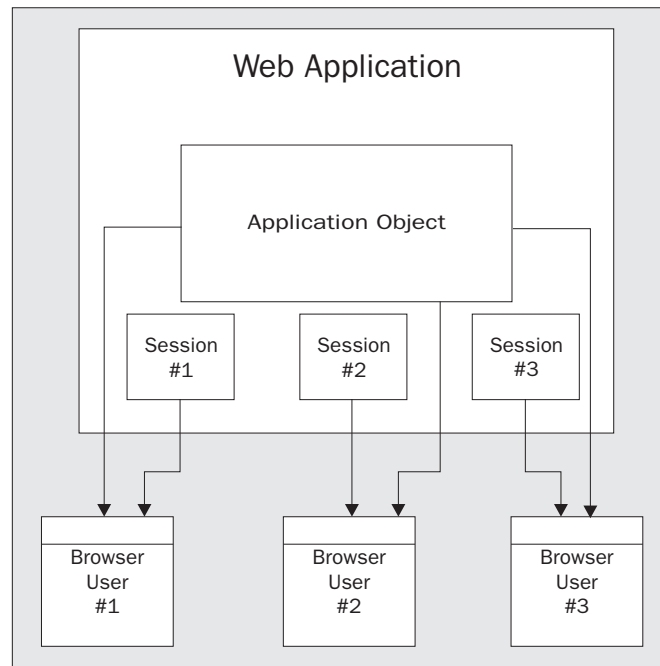 Web Application
Application Object
Session
#1
Session
#2
Session
#3
Browser
User
#1
Browser
User
#2
Browser
User
#3